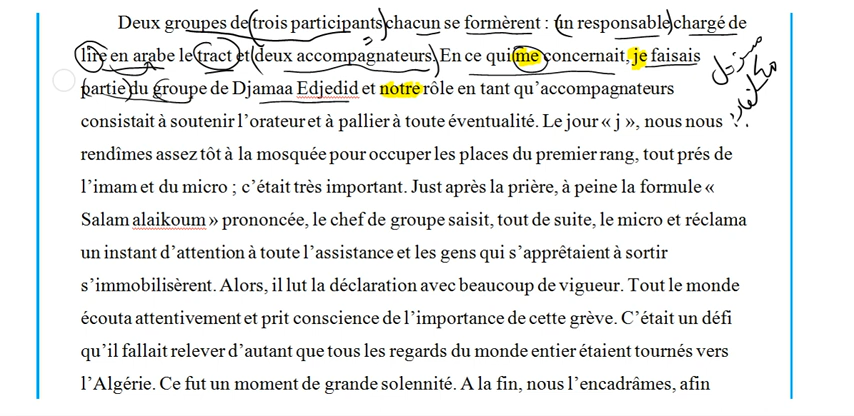 Deux groupes de (trois participants) chacun se formèrent : (un responsable) chargé de
lire en arabe le tract et (deux accompagnateurs). En ce qui me concernait, je faisais
partie du groupe de Djamaa Edjedid et notre rôle en tant qu’accompagnateurs
consistait à soutenir l’orateur et à pallier à toute éventualité. Le jour « j », nous nous
rendîmes assez tôt à la mosquée pour occuper les places du premier rang, tout prés de
l’imam et du micro ; c’était très important. Just après la prière, à peine la formule «
Salam alaikoum » prononcée, le chef de groupe saisit, tout de suite, le micro et réclama
un instant d’attention à toute l’assistance et les gens qui s’apprêtaient à sortir
s’immobilisèrent. Alors, il lut la déclaration avec beaucoup de vigueur. Tout le monde
écouta attentivement et prit conscience de l’importance de cette grève. C’était un défi
qu’il fallait relever d’autant que tous les regards du monde entier étaient tournés vers
l’Algérie. Ce fut un moment de grande solennité. A la fin, nous l’encadrâmes, afin